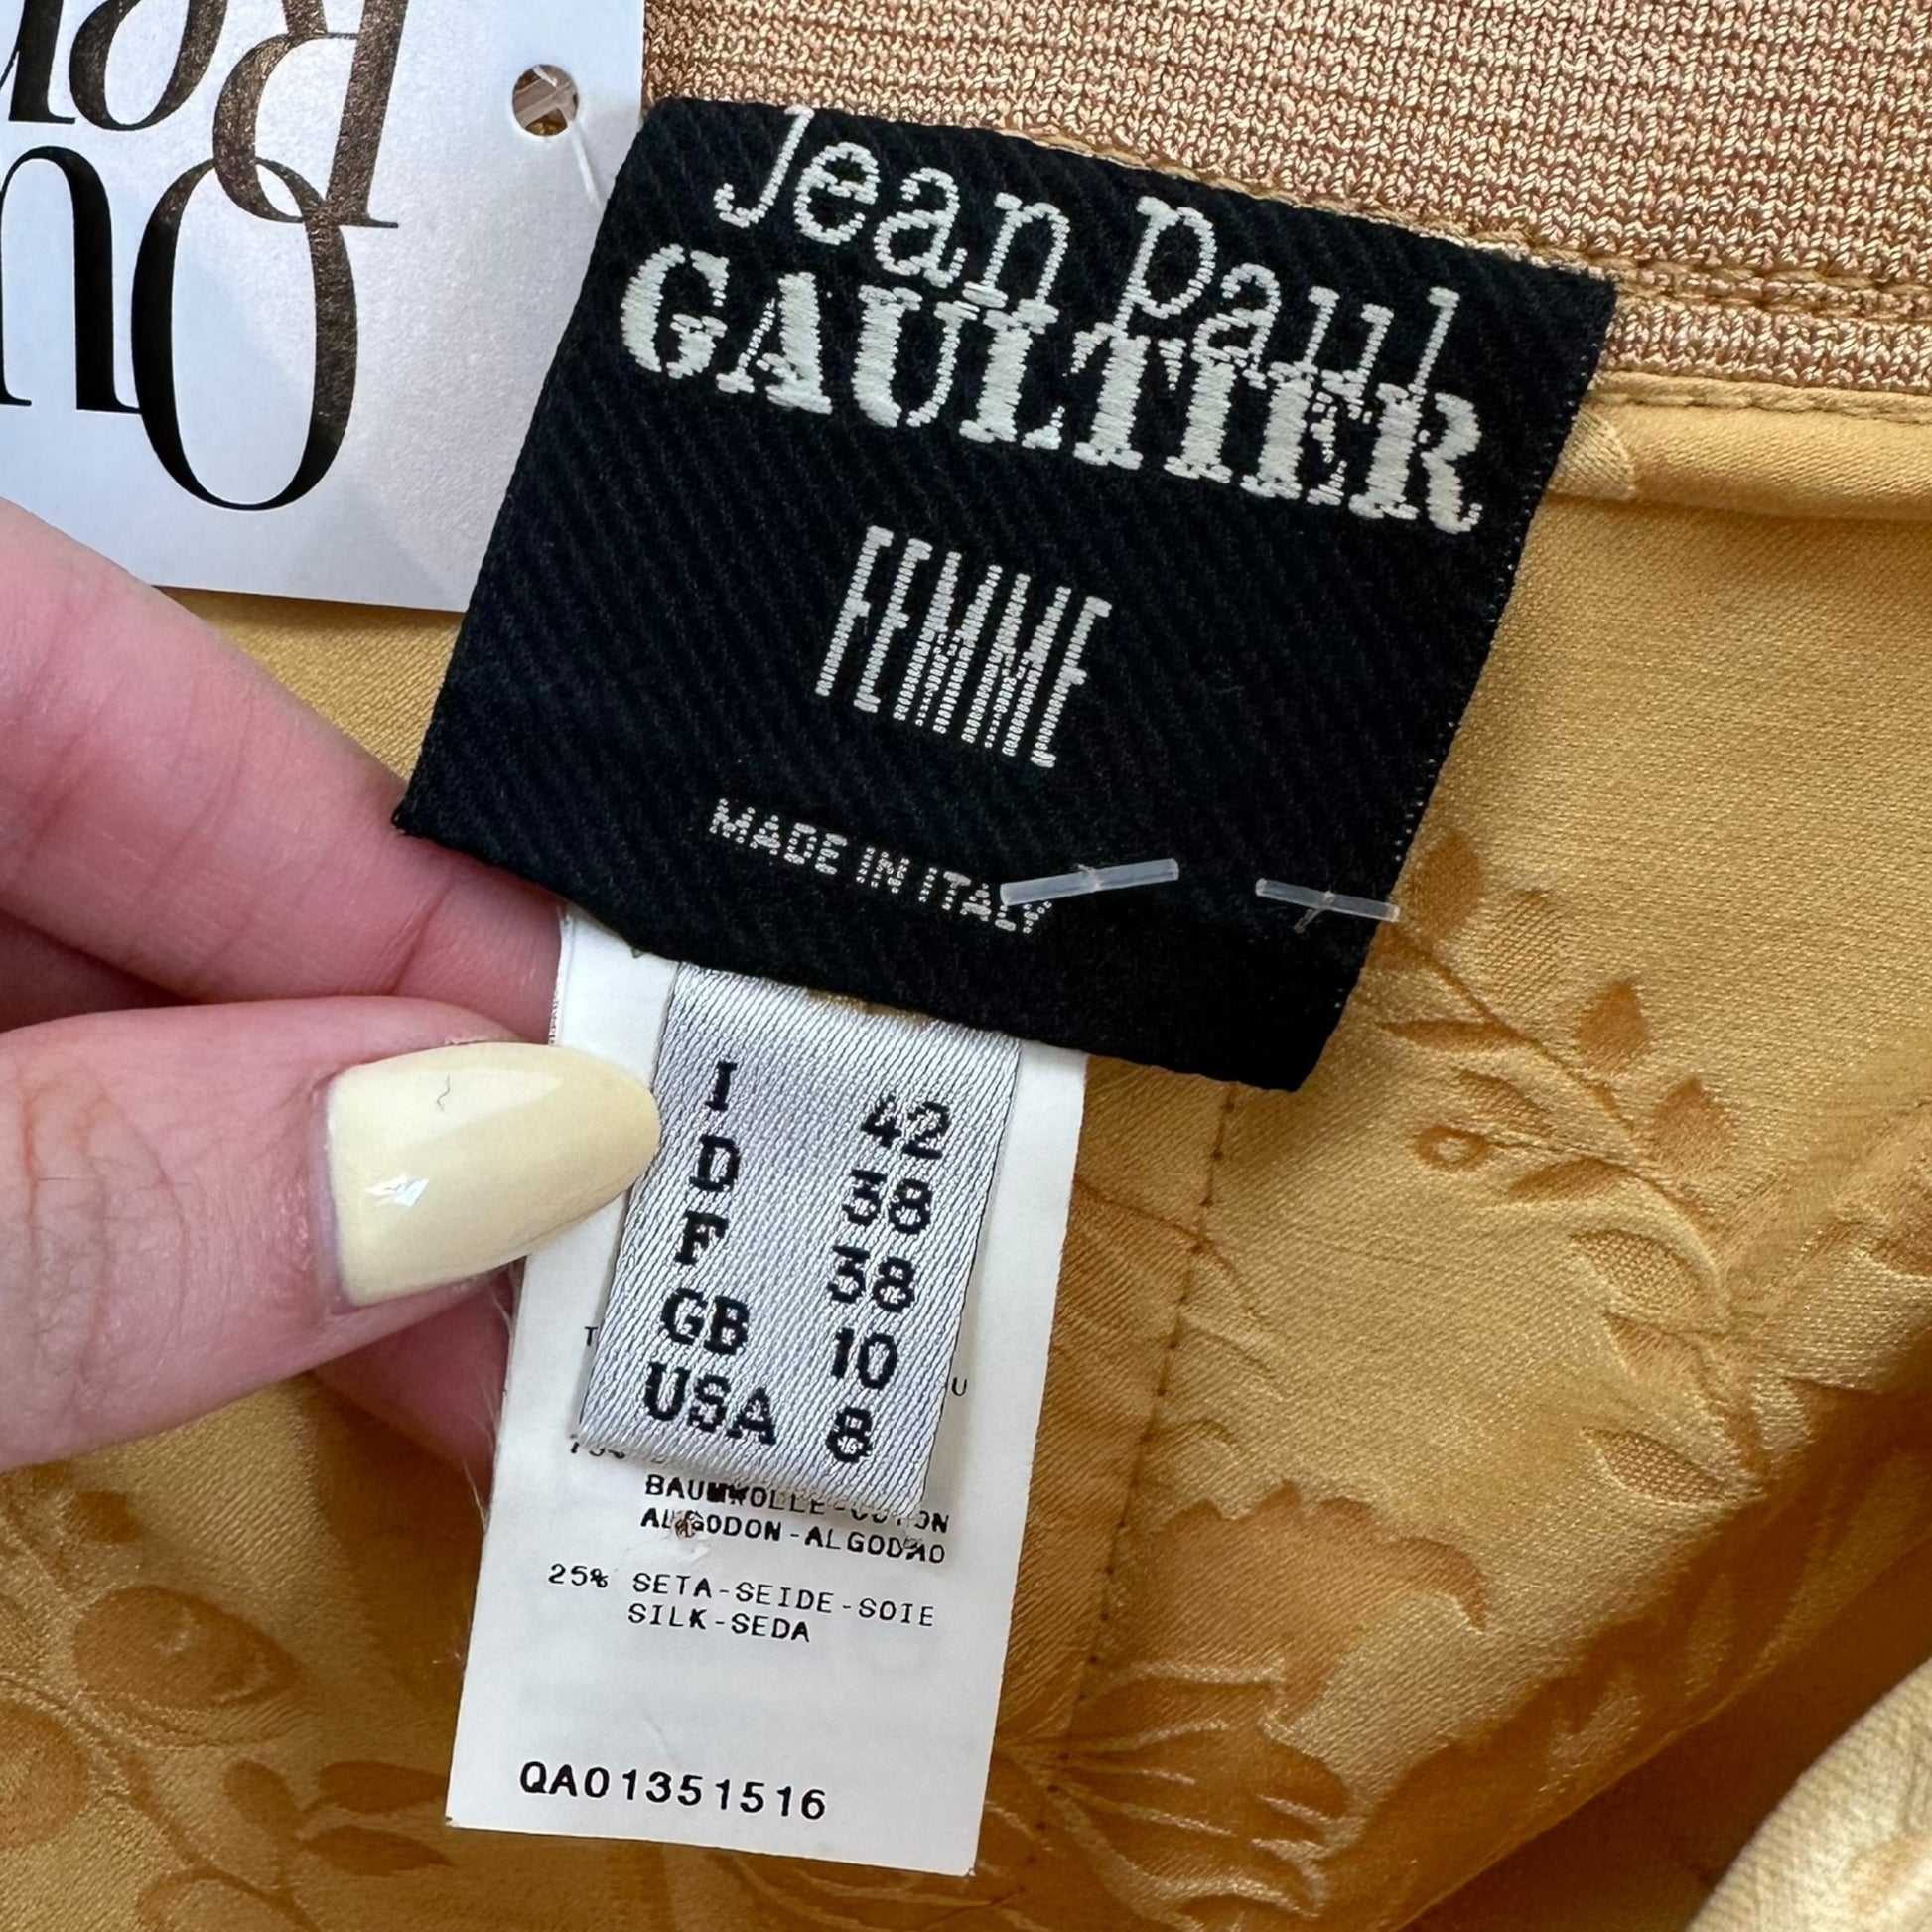 Jean Paul
GAULTIER
FEMME
MADE IN ITALY
I 42
D 38
F 38
GB 10
USA 8
BAUMWOLLE-COTON
ALGODON-ALGODAO
25% SETA-SEIDE-SOIE
SILK-SEDA
QA01351516